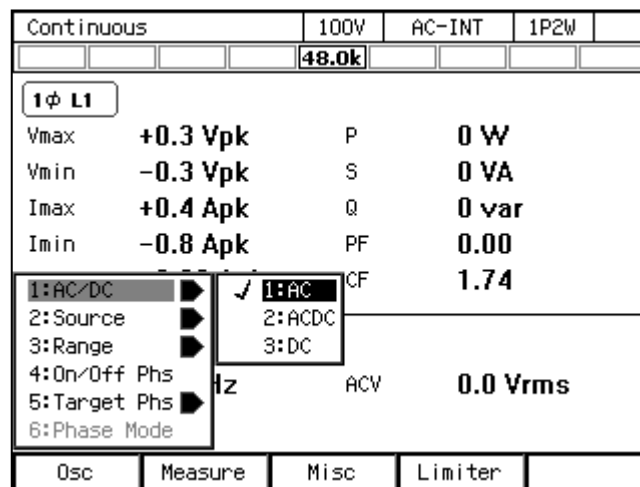 Continuous 100V AC-INT 1P2W
48.0k
1ϕ L1
Vmax +0.3 Vpk P 0 W
Vmin -0.3 Vpk S 0 VA
Imax +0.4 Apk Q 0 var
Imin -0.8 Apk PF 0.00
CF 1.74
1:AC/DC ✓ 1:AC
2:Source 2:ACDC
3:Range 3:DC
4:On/Off Phs
Hz ACV 0.0 Vrms
5:Target Phs
6:Phase Mode
Osc Measure Misc Limiter